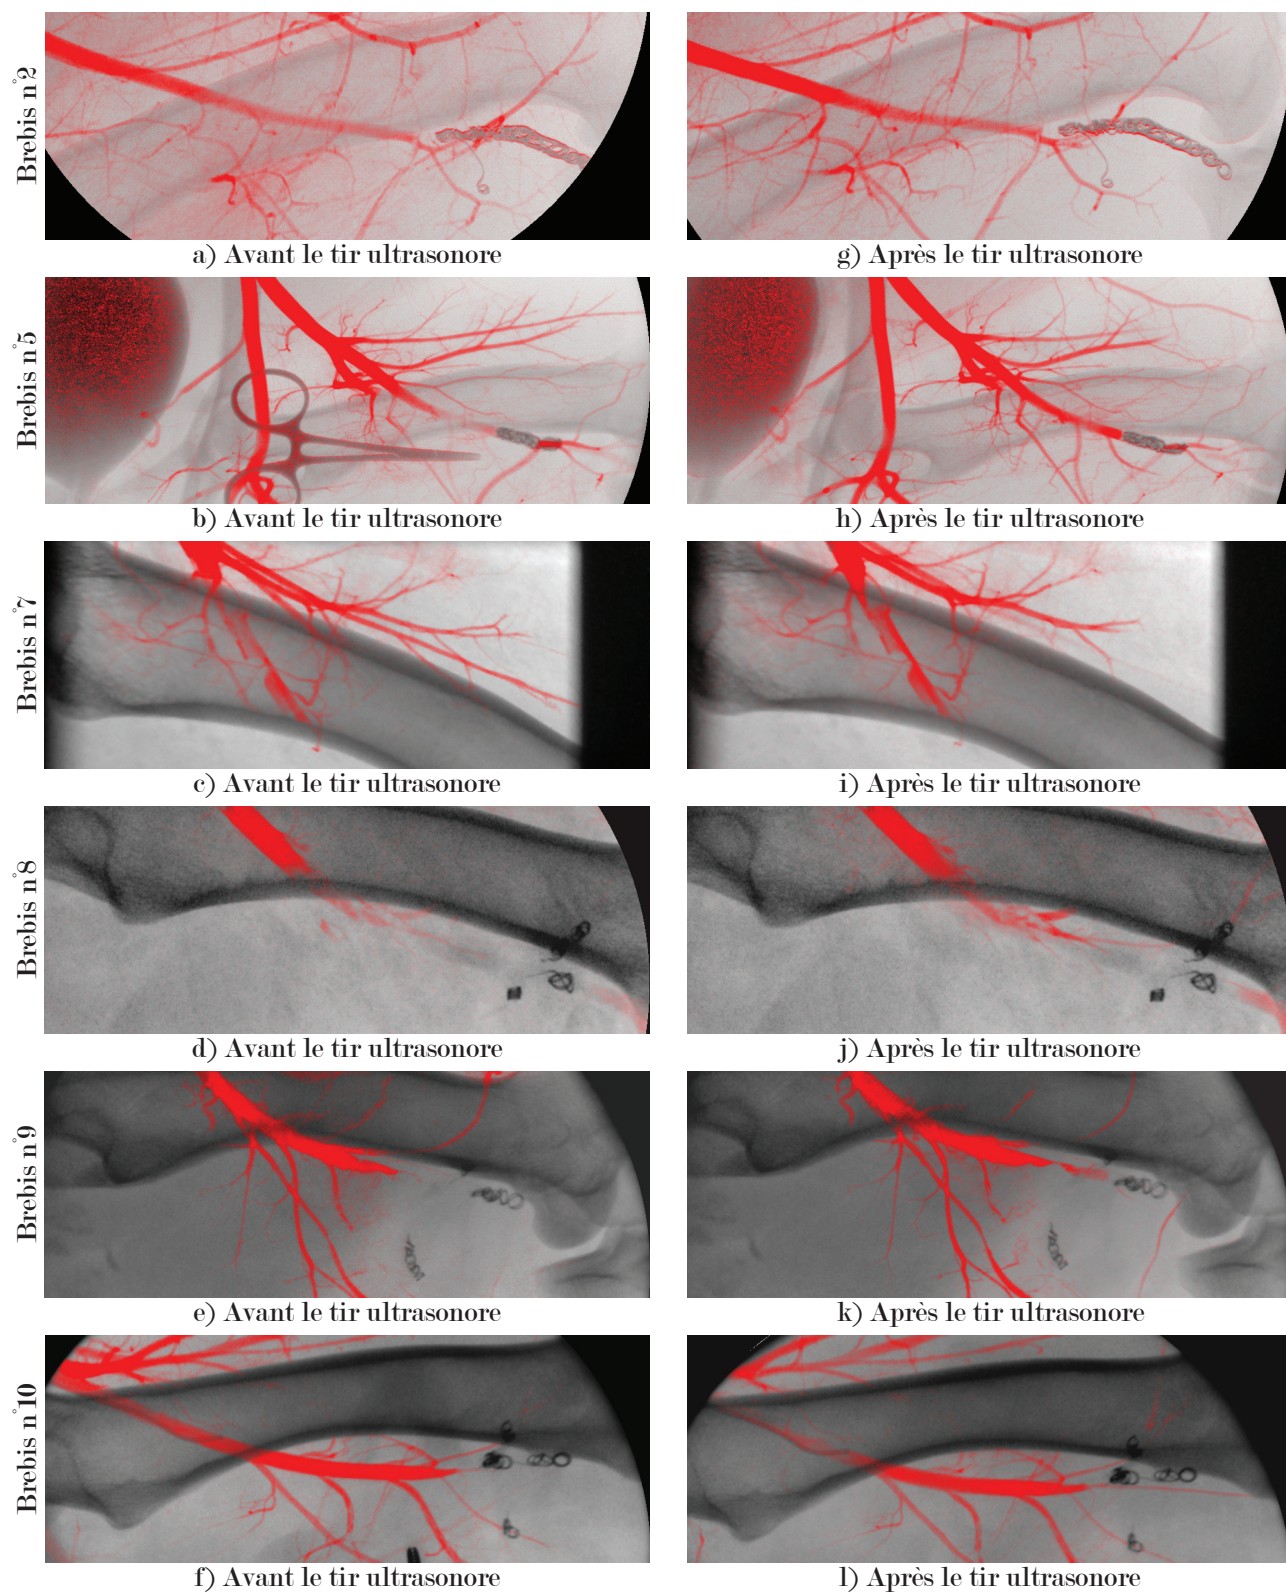 Brebis n°2
a) Avant le tir ultrasonore
g) Après le tir ultrasonore
Brebis n°5
b) Avant le tir ultrasonore
h) Après le tir ultrasonore
Brebis n°7
c) Avant le tir ultrasonore
i) Après le tir ultrasonore
Brebis n°8
d) Avant le tir ultrasonore
j) Après le tir ultrasonore
Brebis n°9
e) Avant le tir ultrasonore
k) Après le tir ultrasonore
Brebis n°10
f) Avant le tir ultrasonore
l) Après le tir ultrasonore